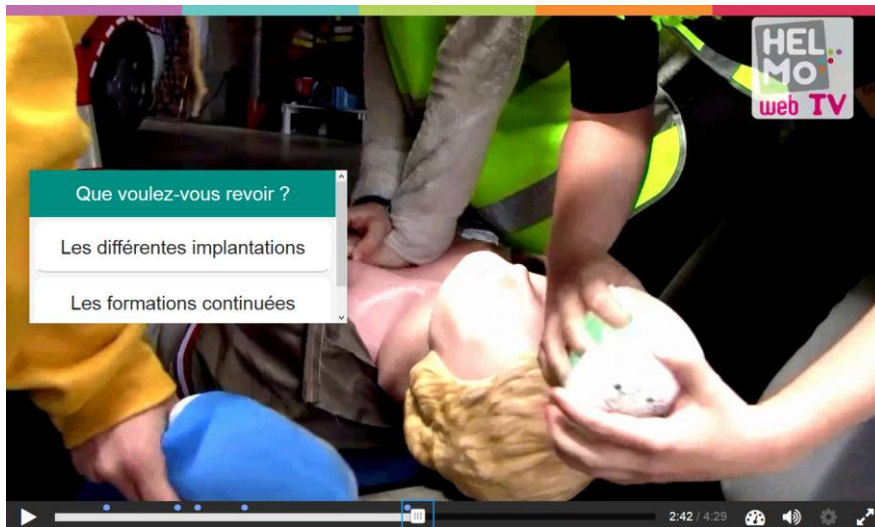 HEL
MO
web TV
Que voulez-vous revoir ?
Les différentes implantations
Les formations continuées
2:42 / 4:29